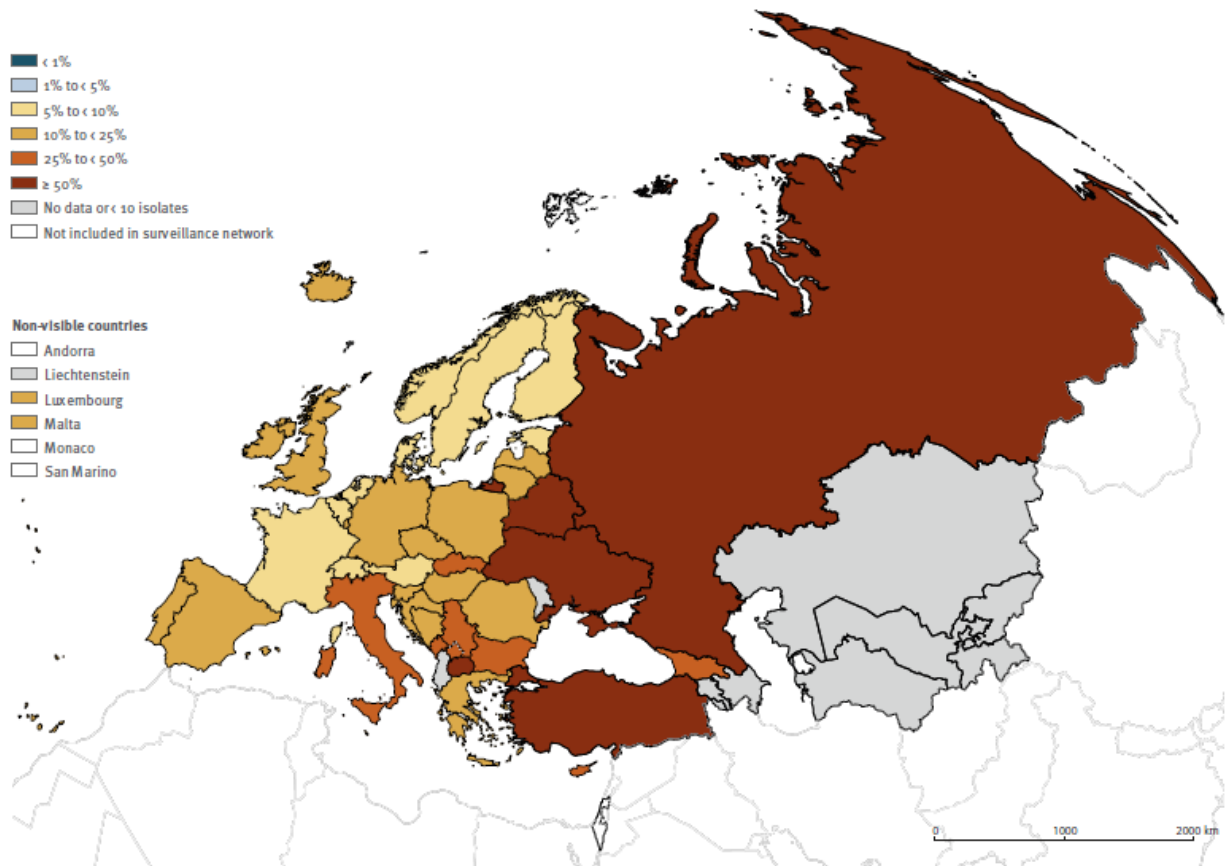 < 1%
1% to < 5%
5% to < 10%
10% to < 25%
25% to < 50%
≥ 50%
No data or < 10 isolates
Not included in surveillance network
Non-visible countries
Andorra
Liechtenstein
Luxembourg
Malta
Monaco
San Marino
0 1000 2000 km